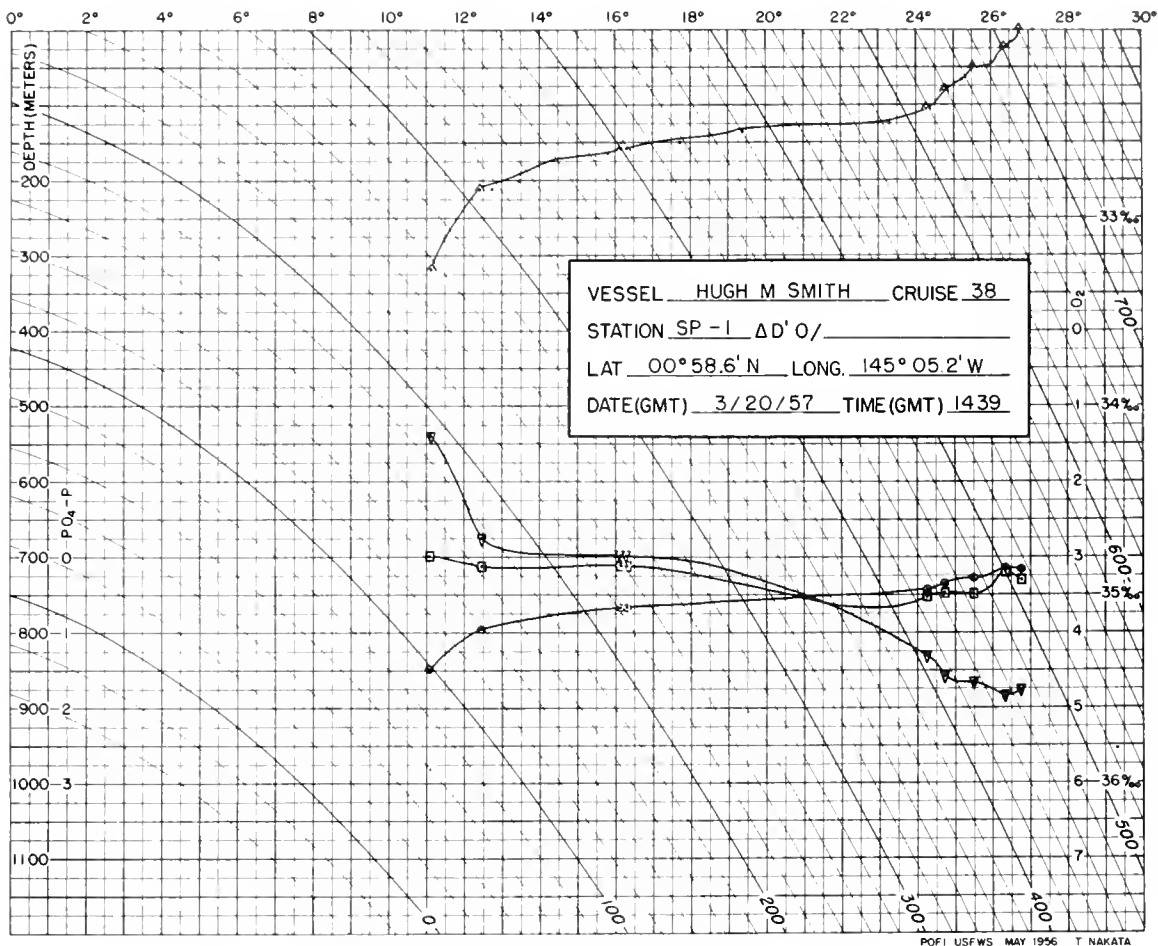 0° 2° 4° 6° 8° 10° 12° 14° 16° 18° 20° 22° 24° 26° 28° 30°
DEPTH (METERS)
200
33‰
300
VESSEL HUGH M SMITH CRUISE 38
STATION SP-1 ΔD' 0/
LAT 00°58.6' N LONG. 145° 05.2' W
DATE(GMT) 3/20/57 TIME(GMT) 1439
O₂
700
400
0
500
1
34‰
600
2
PO₄-P
700
0
3
600
35‰
800
1
4
900
2
5
1000
3
6
36‰
500
1100
7
0 100 200 300 400
POFI USFWS MAY 1956 T NAKATA